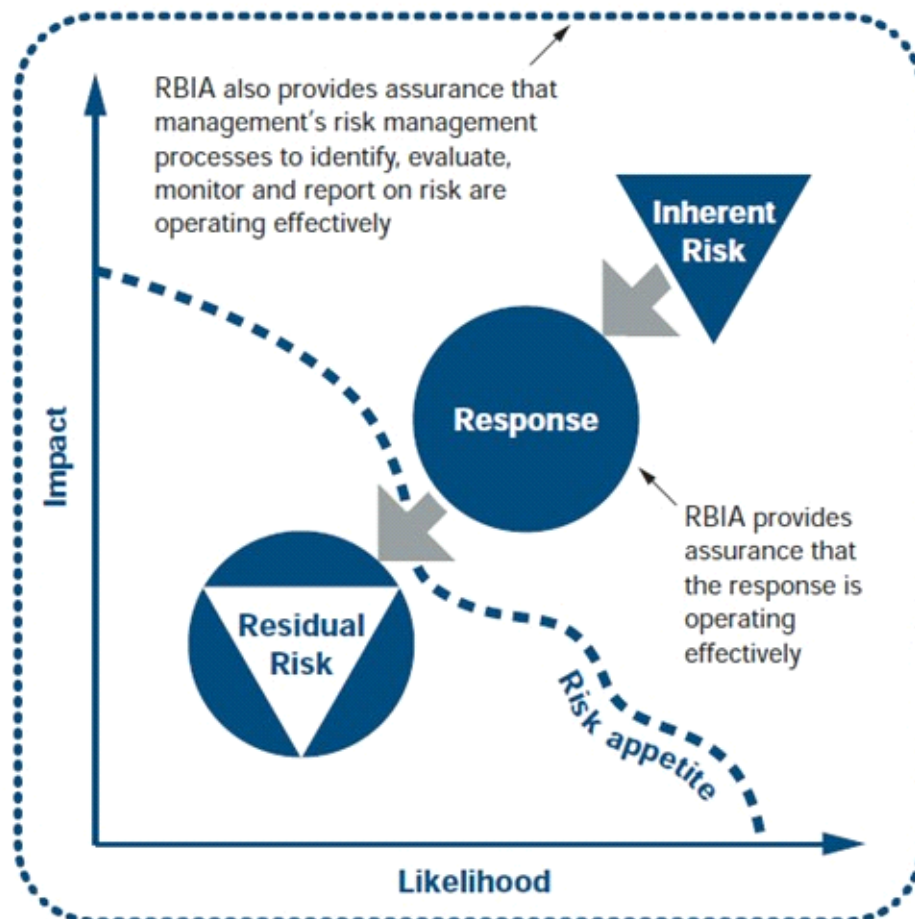 RBIA also provides assurance that
management's risk management
processes to identify, evaluate,
monitor and report on risk are
operating effectively
Inherent
Risk
Response
Impact
RBIA provides
assurance that
the response is
operating
effectively
Residual
Risk
Risk appetite
Likelihood